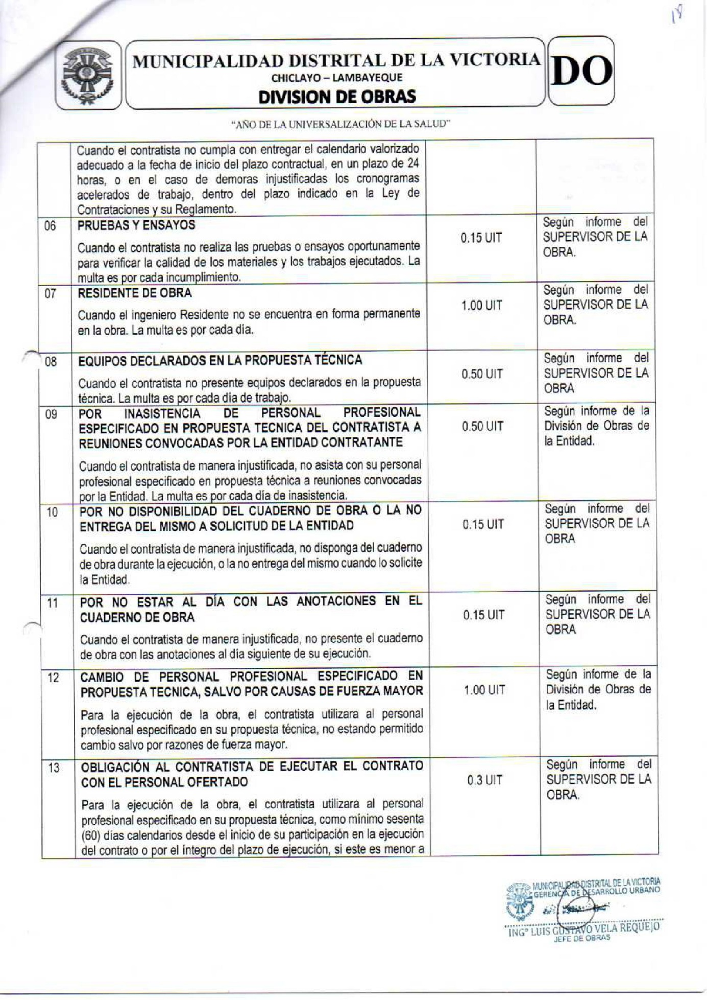 18
MUNICIPALIDAD DISTRITAL DE LA VICTORIA
CHICLAYO – LAMBAYEQUE
DIVISION DE OBRAS
DO
"AÑO DE LA UNIVERSALIZACIÓN DE LA SALUD"
Cuando el contratista no cumpla con entregar el calendario valorizado
adecuado a la fecha de inicio del plazo contractual, en un plazo de 24
horas, o en el caso de demoras injustificadas los cronogramas
acelerados de trabajo, dentro del plazo indicado en la Ley de
Contrataciones y su Reglamento.
06
PRUEBAS Y ENSAYOS
Cuando el contratista no realiza las pruebas o ensayos oportunamente
para verificar la calidad de los materiales y los trabajos ejecutados. La
multa es por cada incumplimiento.
0.15 UIT
Según informe del
SUPERVISOR DE LA
OBRA.
07
RESIDENTE DE OBRA
Cuando el ingeniero Residente no se encuentra en forma permanente
en la obra. La multa es por cada día.
1.00 UIT
Según informe del
SUPERVISOR DE LA
OBRA.
08
EQUIPOS DECLARADOS EN LA PROPUESTA TÉCNICA
Cuando el contratista no presente equipos declarados en la propuesta
técnica. La multa es por cada día de trabajo.
0.50 UIT
Según informe del
SUPERVISOR DE LA
OBRA
09
POR INASISTENCIA DE PERSONAL PROFESIONAL
ESPECIFICADO EN PROPUESTA TECNICA DEL CONTRATISTA A
REUNIONES CONVOCADAS POR LA ENTIDAD CONTRATANTE
Cuando el contratista de manera injustificada, no asista con su personal
profesional especificado en propuesta técnica a reuniones convocadas
por la Entidad. La multa es por cada día de inasistencia.
0.50 UIT
Según informe de la
División de Obras de
la Entidad.
10
POR NO DISPONIBILIDAD DEL CUADERNO DE OBRA O LA NO
ENTREGA DEL MISMO A SOLICITUD DE LA ENTIDAD
Cuando el contratista de manera injustificada, no disponga del cuaderno
de obra durante la ejecución, o la no entrega del mismo cuando lo solicite
la Entidad.
0.15 UIT
Según informe del
SUPERVISOR DE LA
OBRA
11
POR NO ESTAR AL DÍA CON LAS ANOTACIONES EN EL
CUADERNO DE OBRA
Cuando el contratista de manera injustificada, no presente el cuaderno
de obra con las anotaciones al día siguiente de su ejecución.
0.15 UIT
Según informe del
SUPERVISOR DE LA
OBRA
12
CAMBIO DE PERSONAL PROFESIONAL ESPECIFICADO EN
PROPUESTA TECNICA, SALVO POR CAUSAS DE FUERZA MAYOR
Para la ejecución de la obra, el contratista utilizara al personal
profesional especificado en su propuesta técnica, no estando permitido
cambio salvo por razones de fuerza mayor.
1.00 UIT
Según informe de la
División de Obras de
la Entidad.
13
OBLIGACIÓN AL CONTRATISTA DE EJECUTAR EL CONTRATO
CON EL PERSONAL OFERTADO
Para la ejecución de la obra, el contratista utilizara al personal
profesional especificado en su propuesta técnica, como mínimo sesenta
(60) días calendarios desde el inicio de su participación en la ejecución
del contrato o por el integro del plazo de ejecución, si este es menor a
0.3 UIT
Según informe del
SUPERVISOR DE LA
OBRA.
MUNICIPALIDAD DISTRITAL DE LA VICTORIA
GERENCIA DE DESARROLLO URBANO
INGº LUIS GUSTAVO VELA REQUEJO
JEFE DE OBRAS